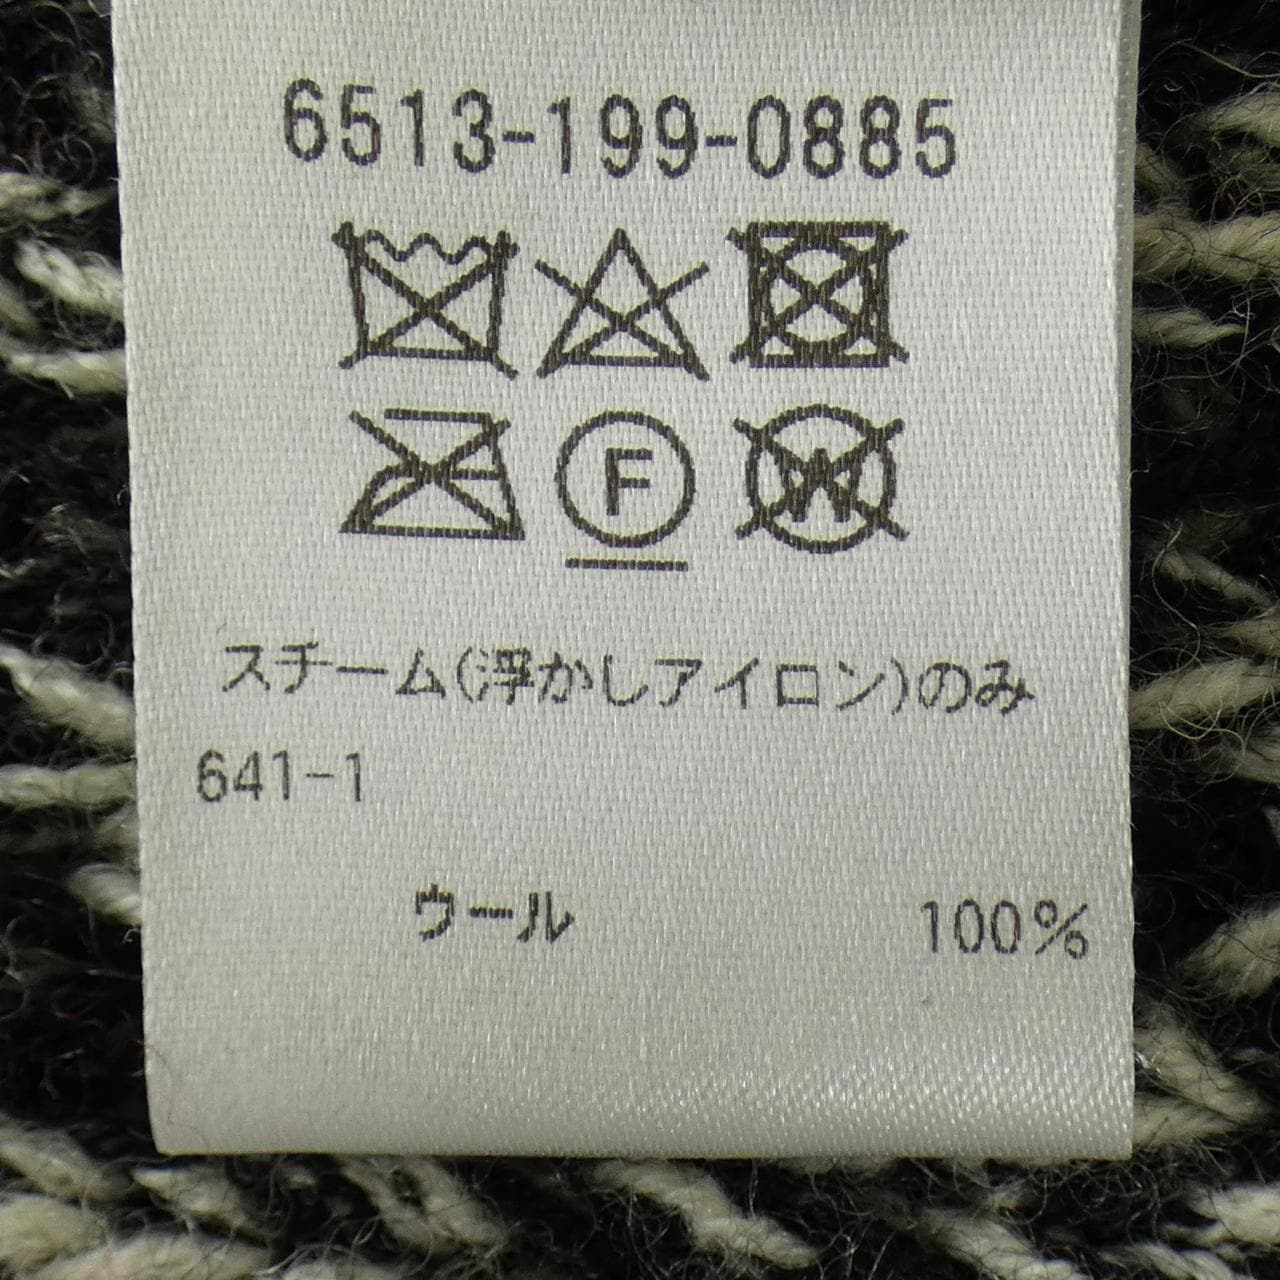 6513-199-0885
F W
スチーム(浮かしアイロン)のみ
641-1
ウール 100%